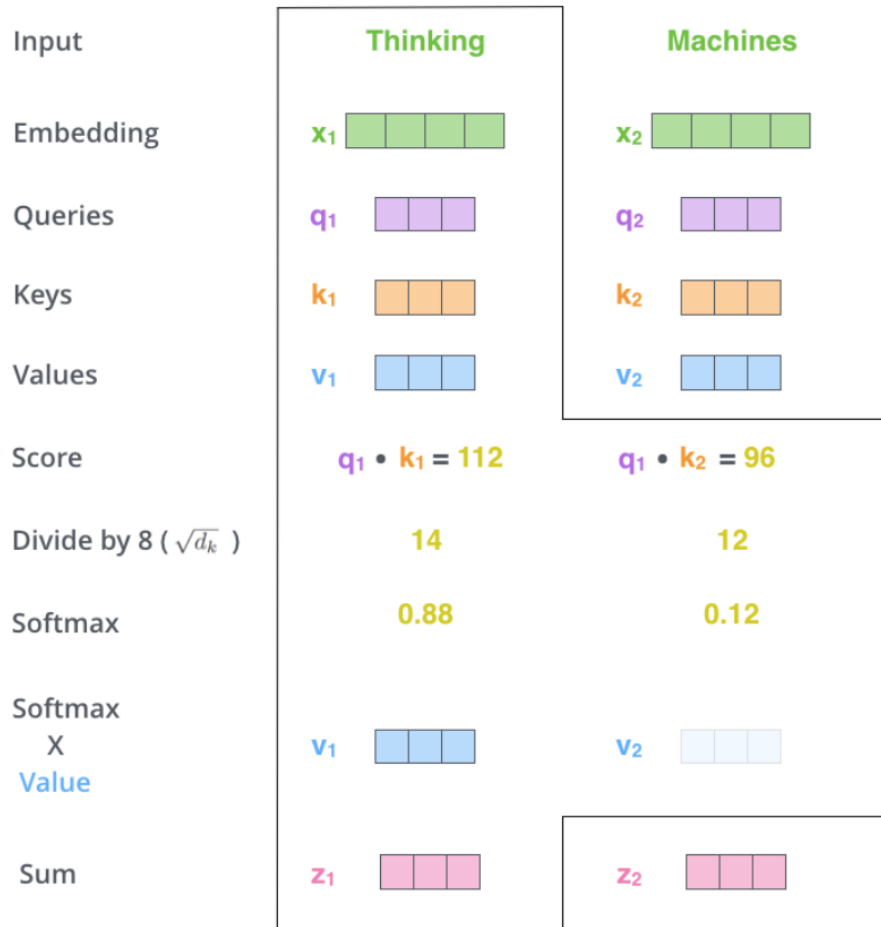 Input Thinking Machines
Embedding x₁ x₂
Queries q₁ q₂
Keys k₁ k₂
Values v₁ v₂
Score q₁ • k₁ = 112 q₁ • k₂ = 96
Divide by 8 ( √dₖ ) 14 12
Softmax 0.88 0.12
Softmax
X
Value v₁ v₂
Sum z₁ z₂